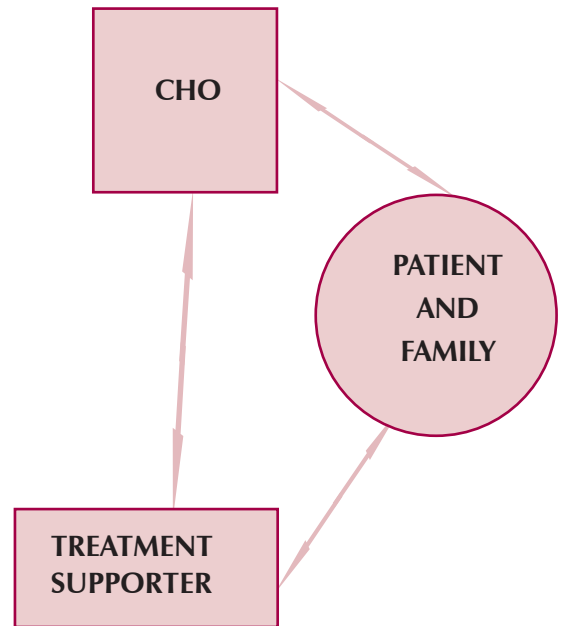 CHO
PATIENT
AND
FAMILY
TREATMENT
SUPPORTER